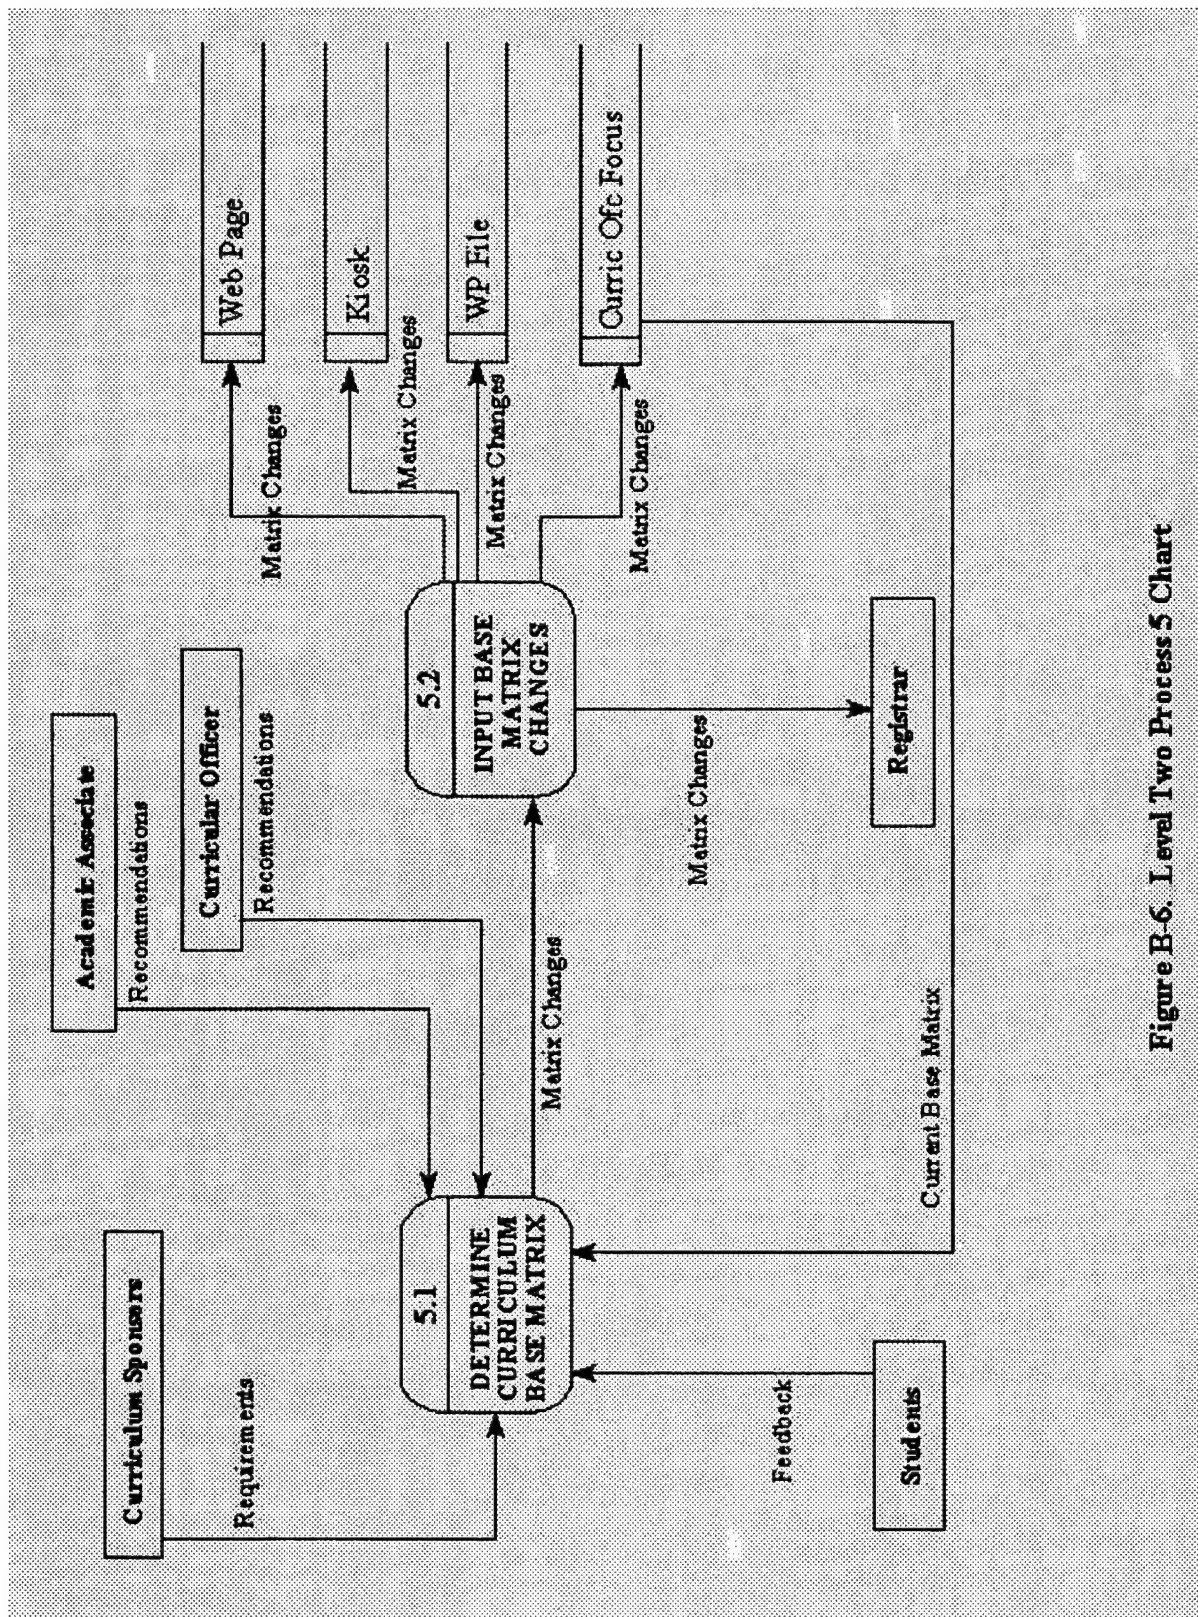 Academic Associate
Recommendations
Curriculum Sponsers
Requirements
Curricular Officer
Recommendations
Web Page
Matrix Changes
Kiosk
Matrix Changes
WP File
Matrix Changes
Curric Ofc Focus
Matrix Changes
5.1
DETERMINE
CURRICULUM
BASE MATRIX
Matrix Changes
5.2
INPUT BASE
MATRIX
CHANGES
Matrix Changes
Feedback
Students
Registrar
Current Base Matrix
Figure B-6. Level Two Process 5 Chart